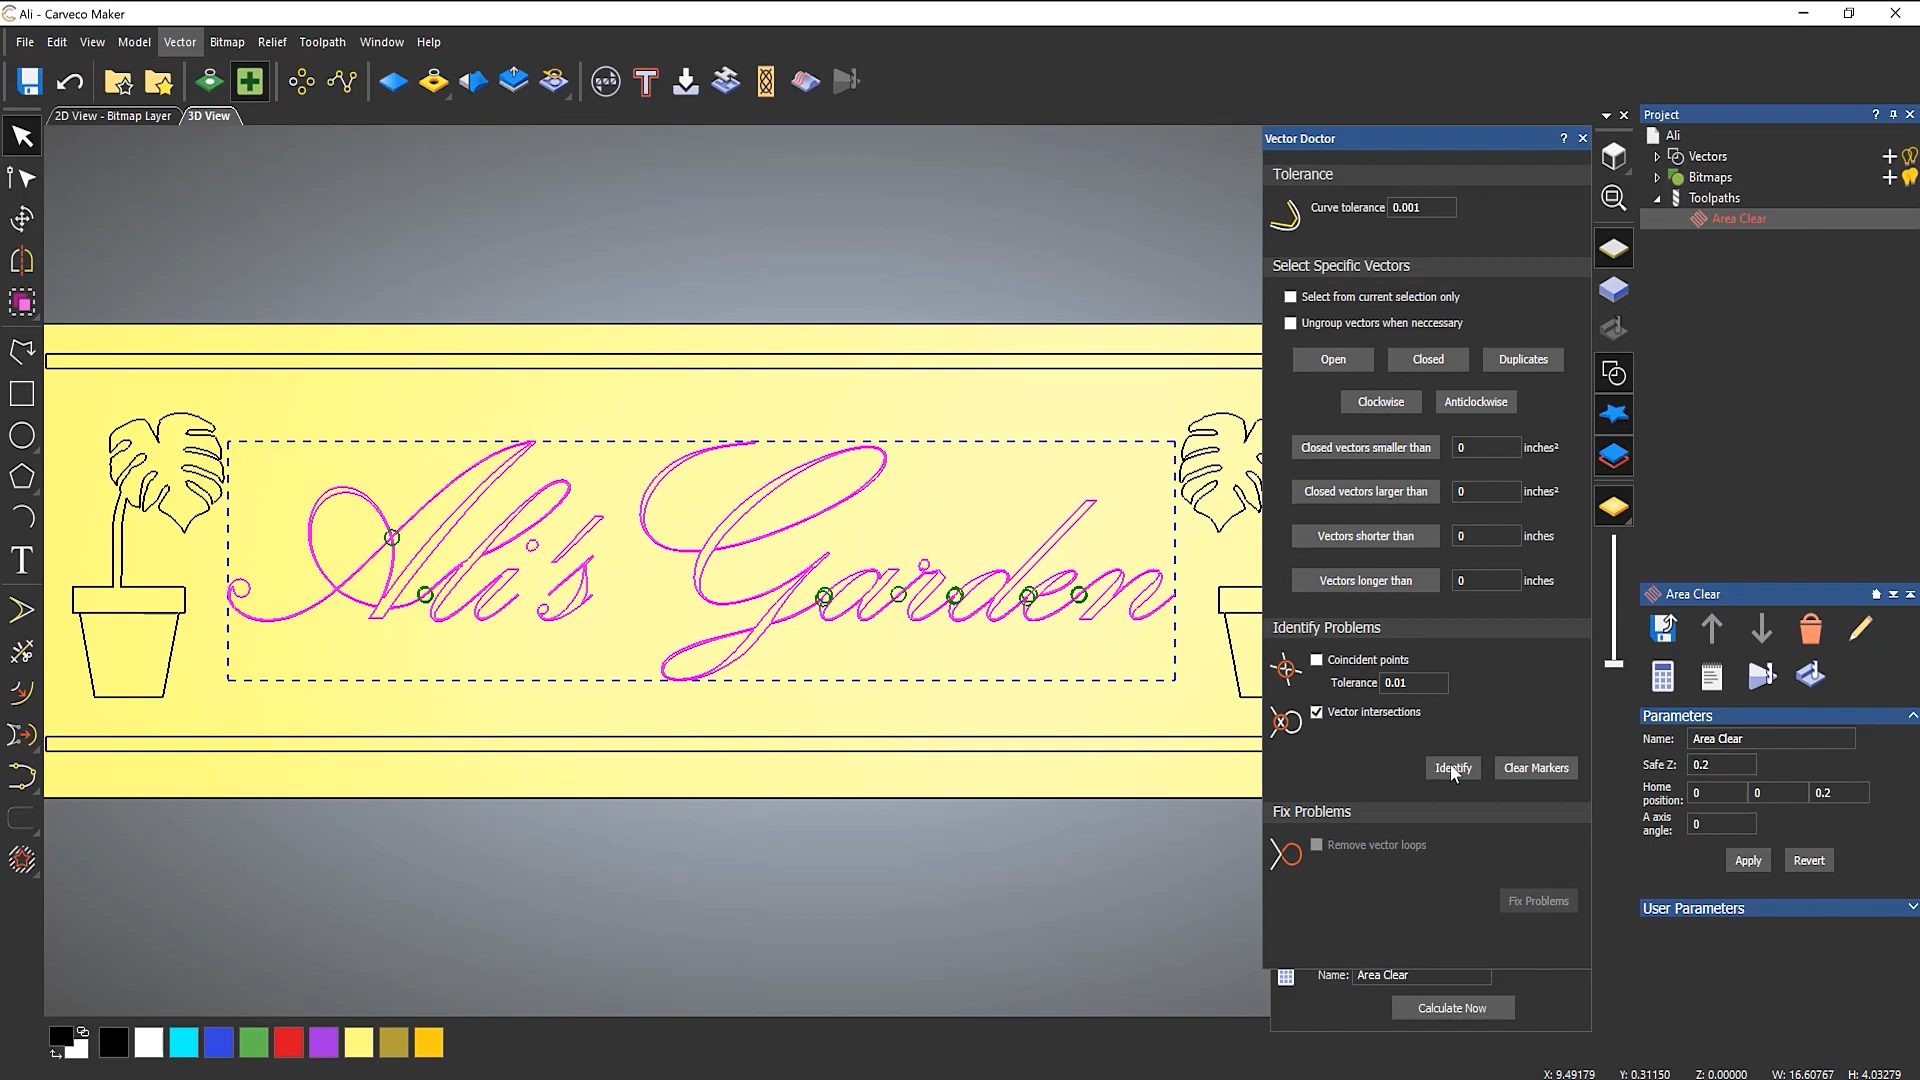 Ali - Carveco Maker
File Edit View Model Vector Bitmap Relief Toolpath Window Help
2D View - Bitmap Layer 3D View
Ali's Garden
Vector Doctor ?
Tolerance
Curve tolerance 0.001
Select Specific Vectors
Select from current selection only
Ungroup vectors when neccessary
Open Closed Duplicates
Clockwise Anticlockwise
Closed vectors smaller than 0 inches²
Closed vectors larger than 0 inches²
Vectors shorter than 0 inches
Vectors longer than 0 inches
Identify Problems
Coincident points
Tolerance 0.01
Vector intersections
Identify Clear Markers
Fix Problems
Remove vector loops
Fix Problems
Name: Area Clear
Calculate Now
Project ?
Ali
Vectors
Bitmaps
Toolpaths
Area Clear
Area Clear
Parameters
Name: Area Clear
Safe Z: 0.2
Home position: 0 0 0.2
A axis angle: 0
Apply Revert
User Parameters
X: 9.49179 Y: 0.31150 Z: 0.00000 W: 16.60767 H: 4.03279